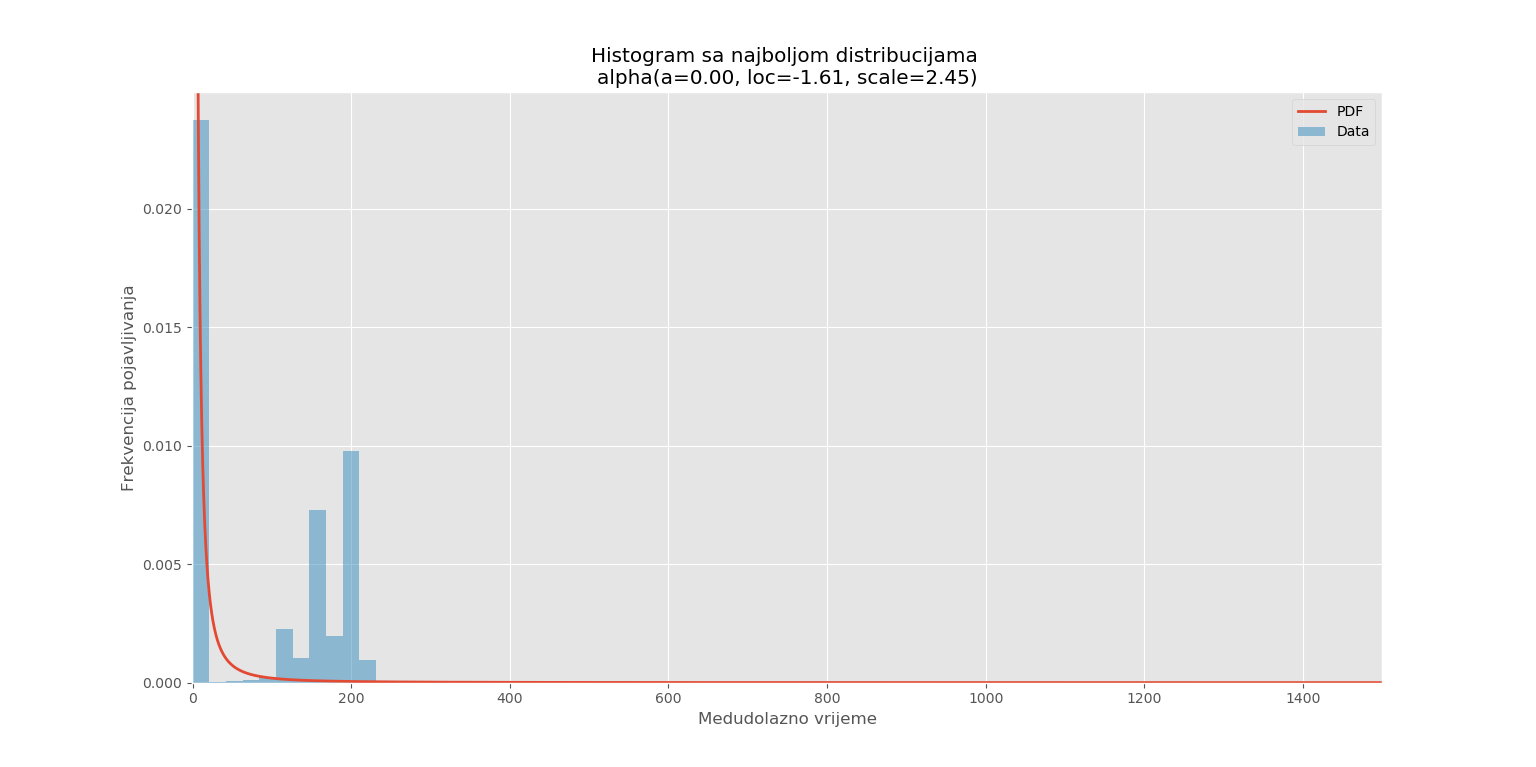 Histogram sa najboljom distribucijama
alpha(a=0.00, loc=-1.61, scale=2.45)
PDF
Data
Frekvencija pojavljivanja
0.020
0.015
0.010
0.005
0.000
0 200 400 600 800 1000 1200 1400
Medudolazno vrijeme